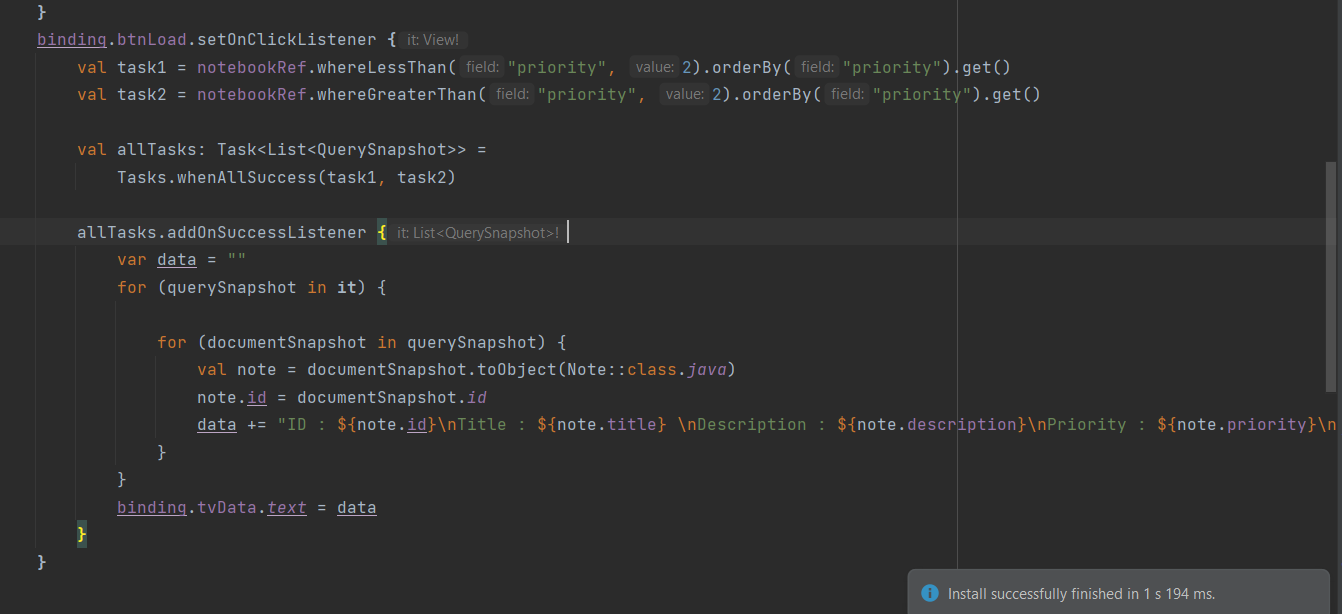 }
binding.btnLoad.setOnClickListener { it: View!
    val task1 = notebookRef.whereLessThan( field: "priority", value: 2).orderBy( field: "priority").get()
    val task2 = notebookRef.whereGreaterThan( field: "priority", value: 2).orderBy( field: "priority").get()
    val allTasks: Task<List<QuerySnapshot>> =
        Tasks.whenAllSuccess(task1, task2)
    allTasks.addOnSuccessListener { it: List<QuerySnapshot>!
        var data = ""
        for (querySnapshot in it) {
            for (documentSnapshot in querySnapshot) {
                val note = documentSnapshot.toObject(Note::class.java)
                note.id = documentSnapshot.id
                data += "ID : ${note.id}\nTitle : ${note.title} \nDescription : ${note.description}\nPriority : ${note.priority}\n
            }
        }
        binding.tvData.text = data
    }
}
Install successfully finished in 1 s 194 ms.